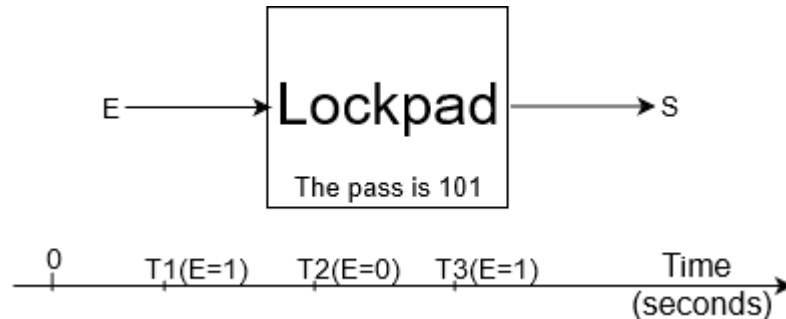 E
Lockpad
S
The pass is 101
0
T1(E=1)
T2(E=0)
T3(E=1)
Time
(seconds)